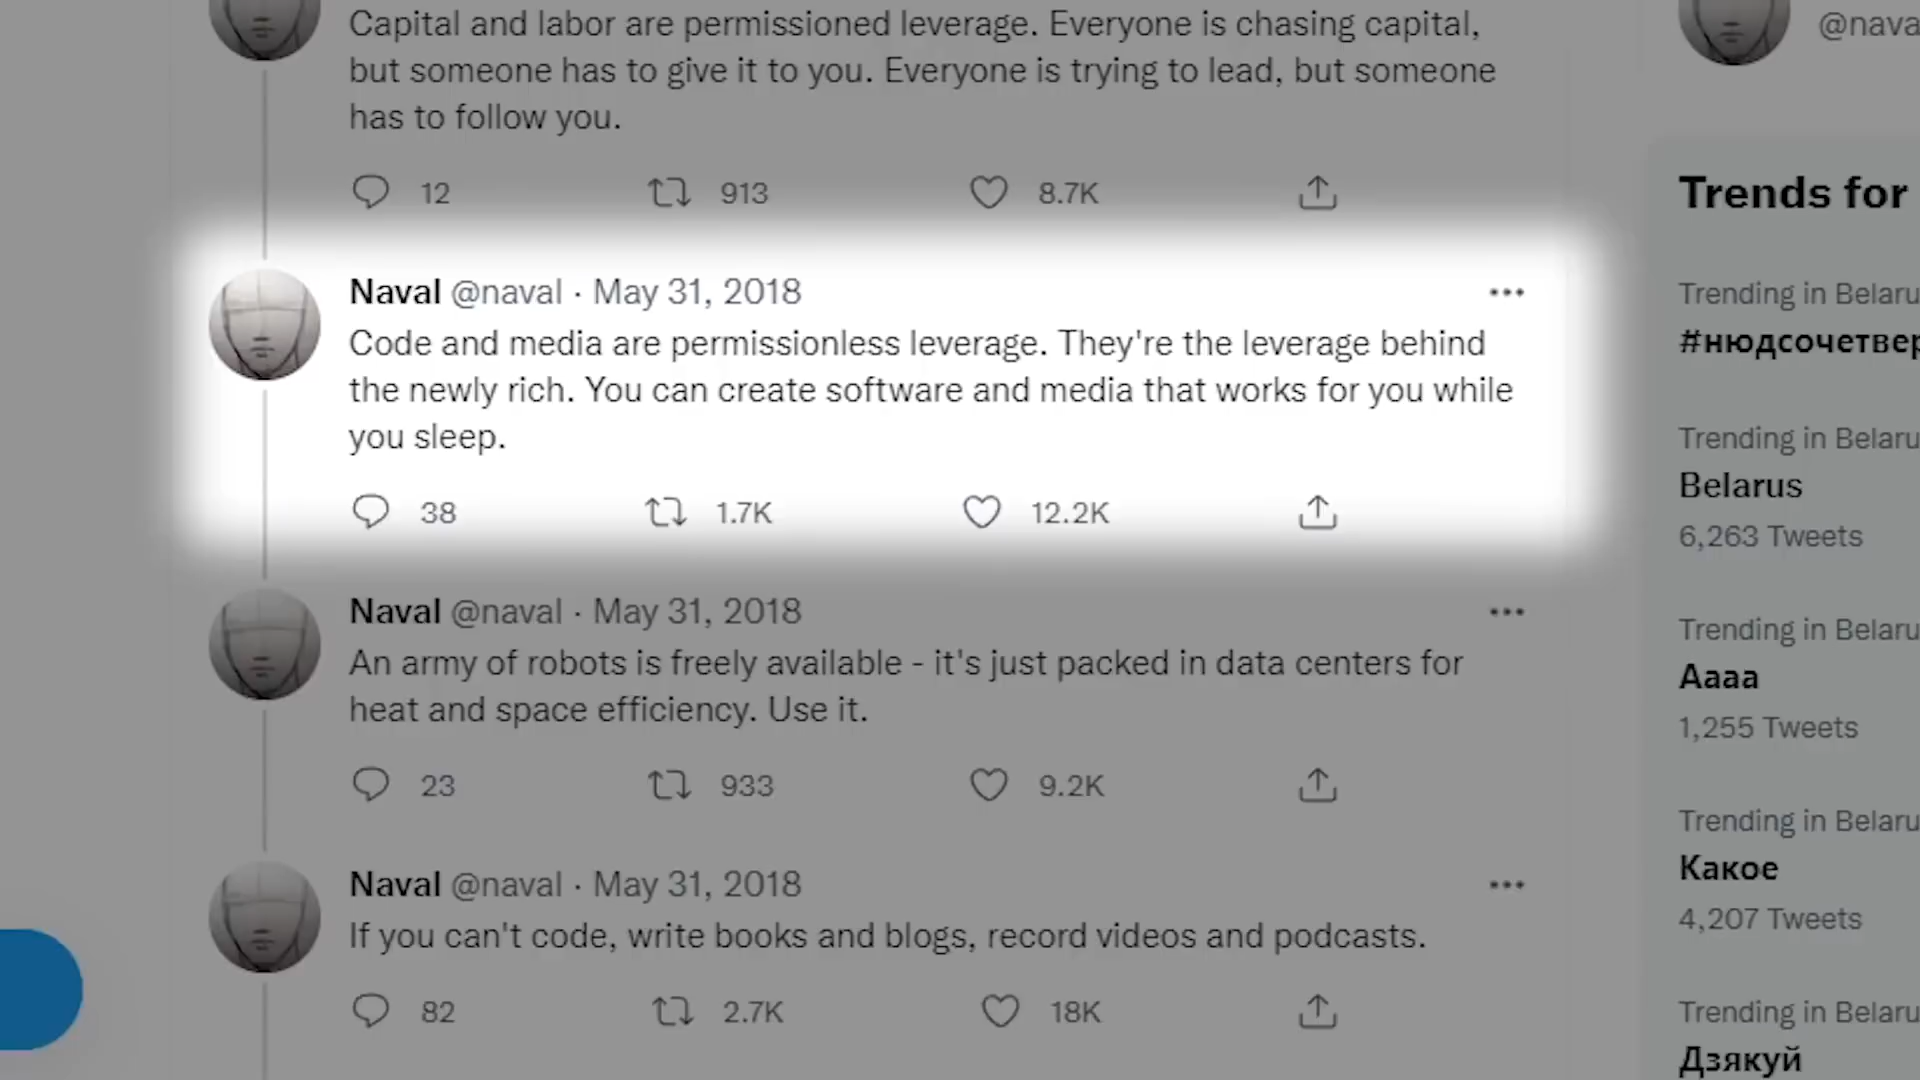 Capital and labor are permissioned leverage. Everyone is chasing capital,
but someone has to give it to you. Everyone is trying to lead, but someone
has to follow you.
12 913 8.7K
Naval @naval · May 31, 2018
Code and media are permissionless leverage. They're the leverage behind
the newly rich. You can create software and media that works for you while
you sleep.
38 1.7K 12.2K
Naval @naval · May 31, 2018
An army of robots is freely available - it's just packed in data centers for
heat and space efficiency. Use it.
23 933 9.2K
Naval @naval · May 31, 2018
If you can't code, write books and blogs, record videos and podcasts.
82 2.7K 18K
@nava
Trends for
Trending in Belaru
#нюдсочетвер
Trending in Belaru
Belarus
6,263 Tweets
Trending in Belaru
Aaaa
1,255 Tweets
Trending in Belaru
Какое
4,207 Tweets
Trending in Belaru
Дзякуй